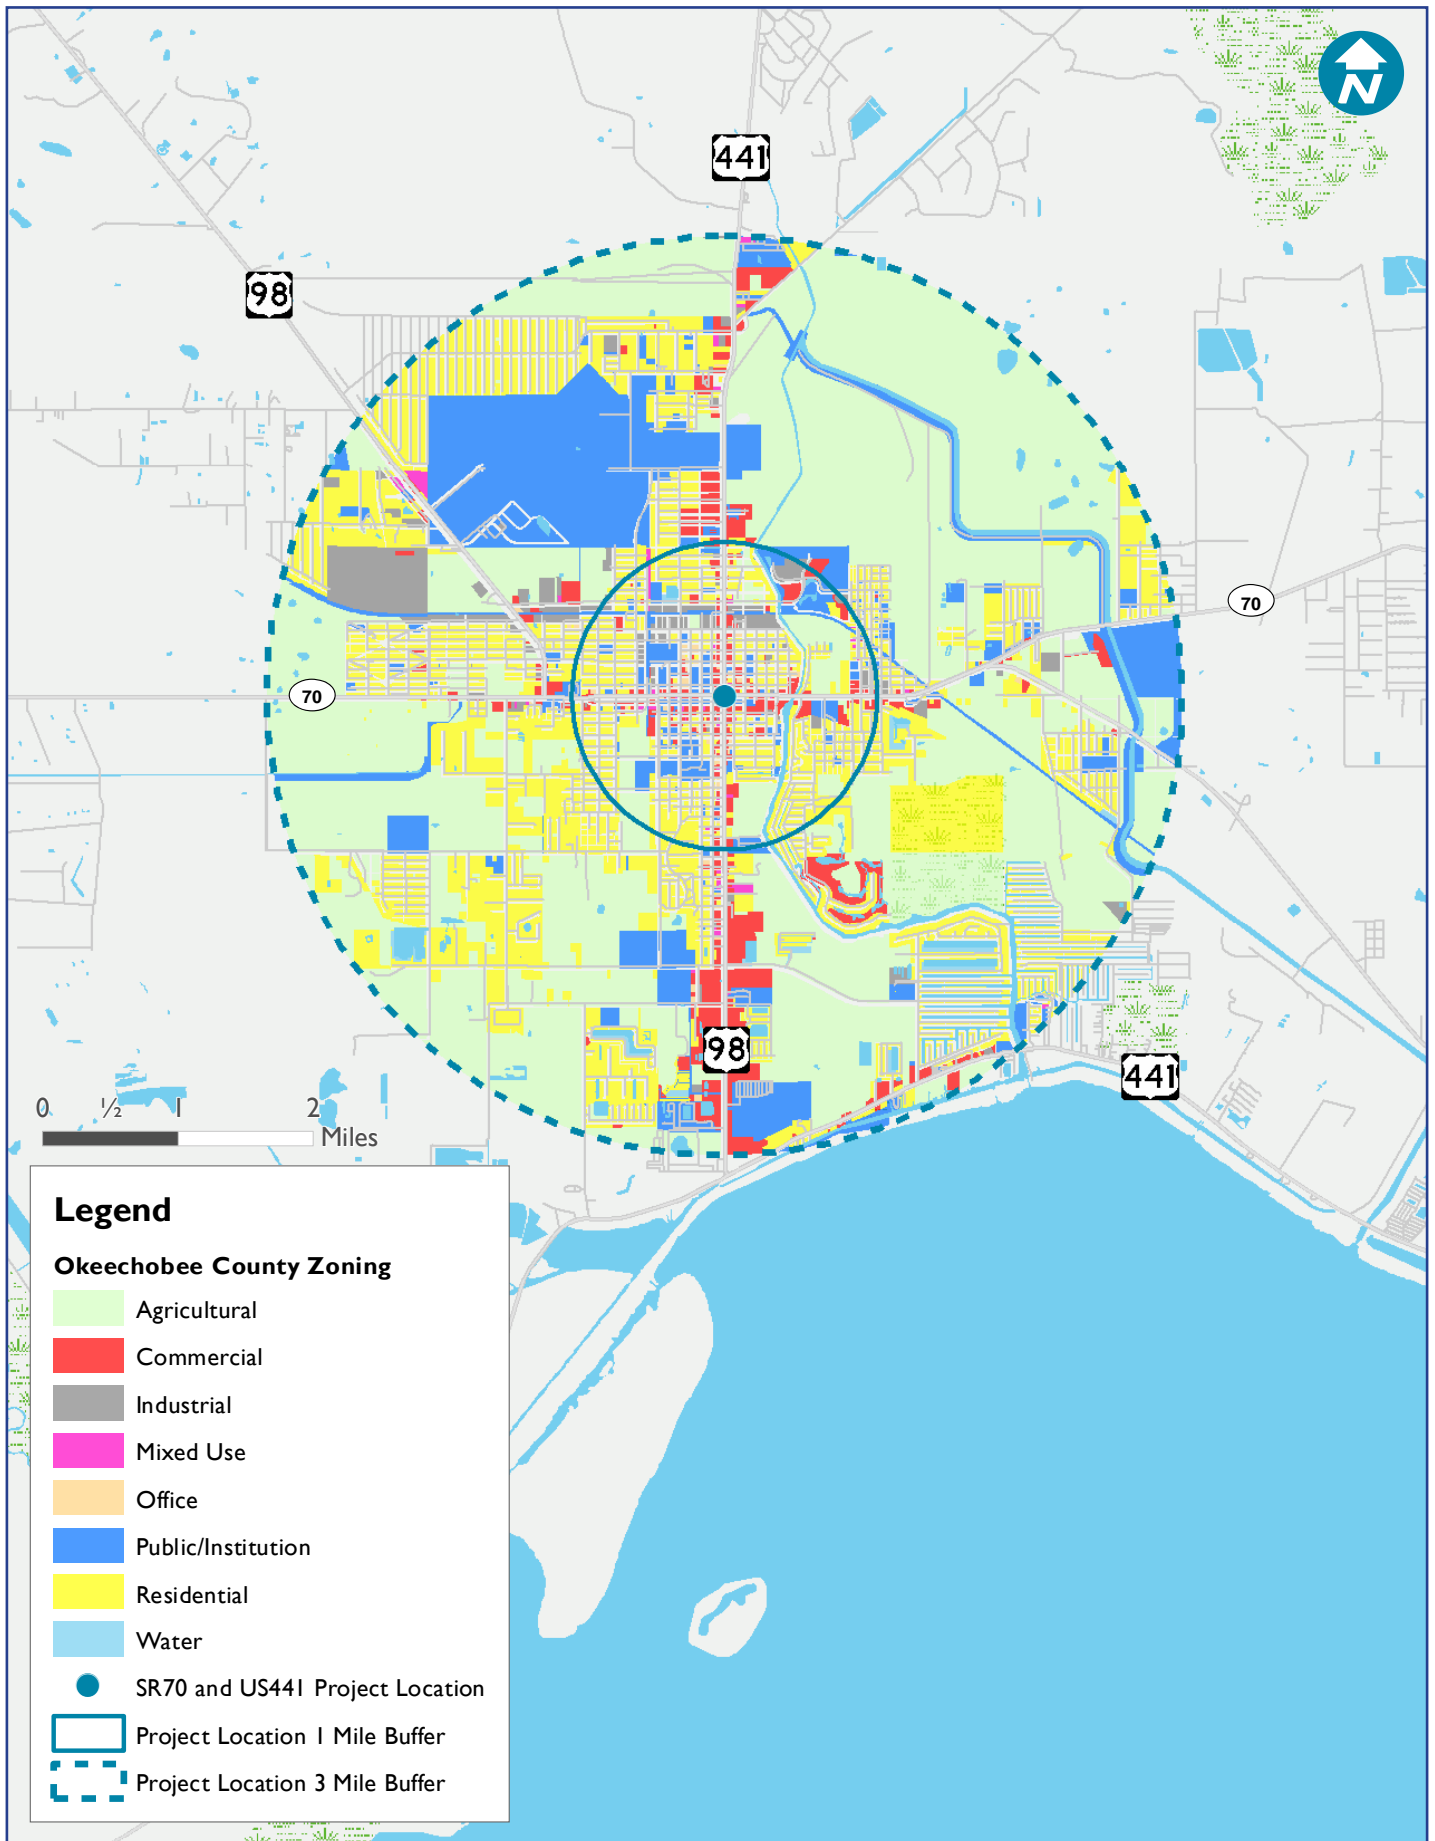 N
441
98
70
70
98
441
0 ½ 1 2
Miles
Legend
Okeechobee County Zoning
Agricultural
Commercial
Industrial
Mixed Use
Office
Public/Institution
Residential
Water
SR70 and US441 Project Location
Project Location 1 Mile Buffer
Project Location 3 Mile Buffer